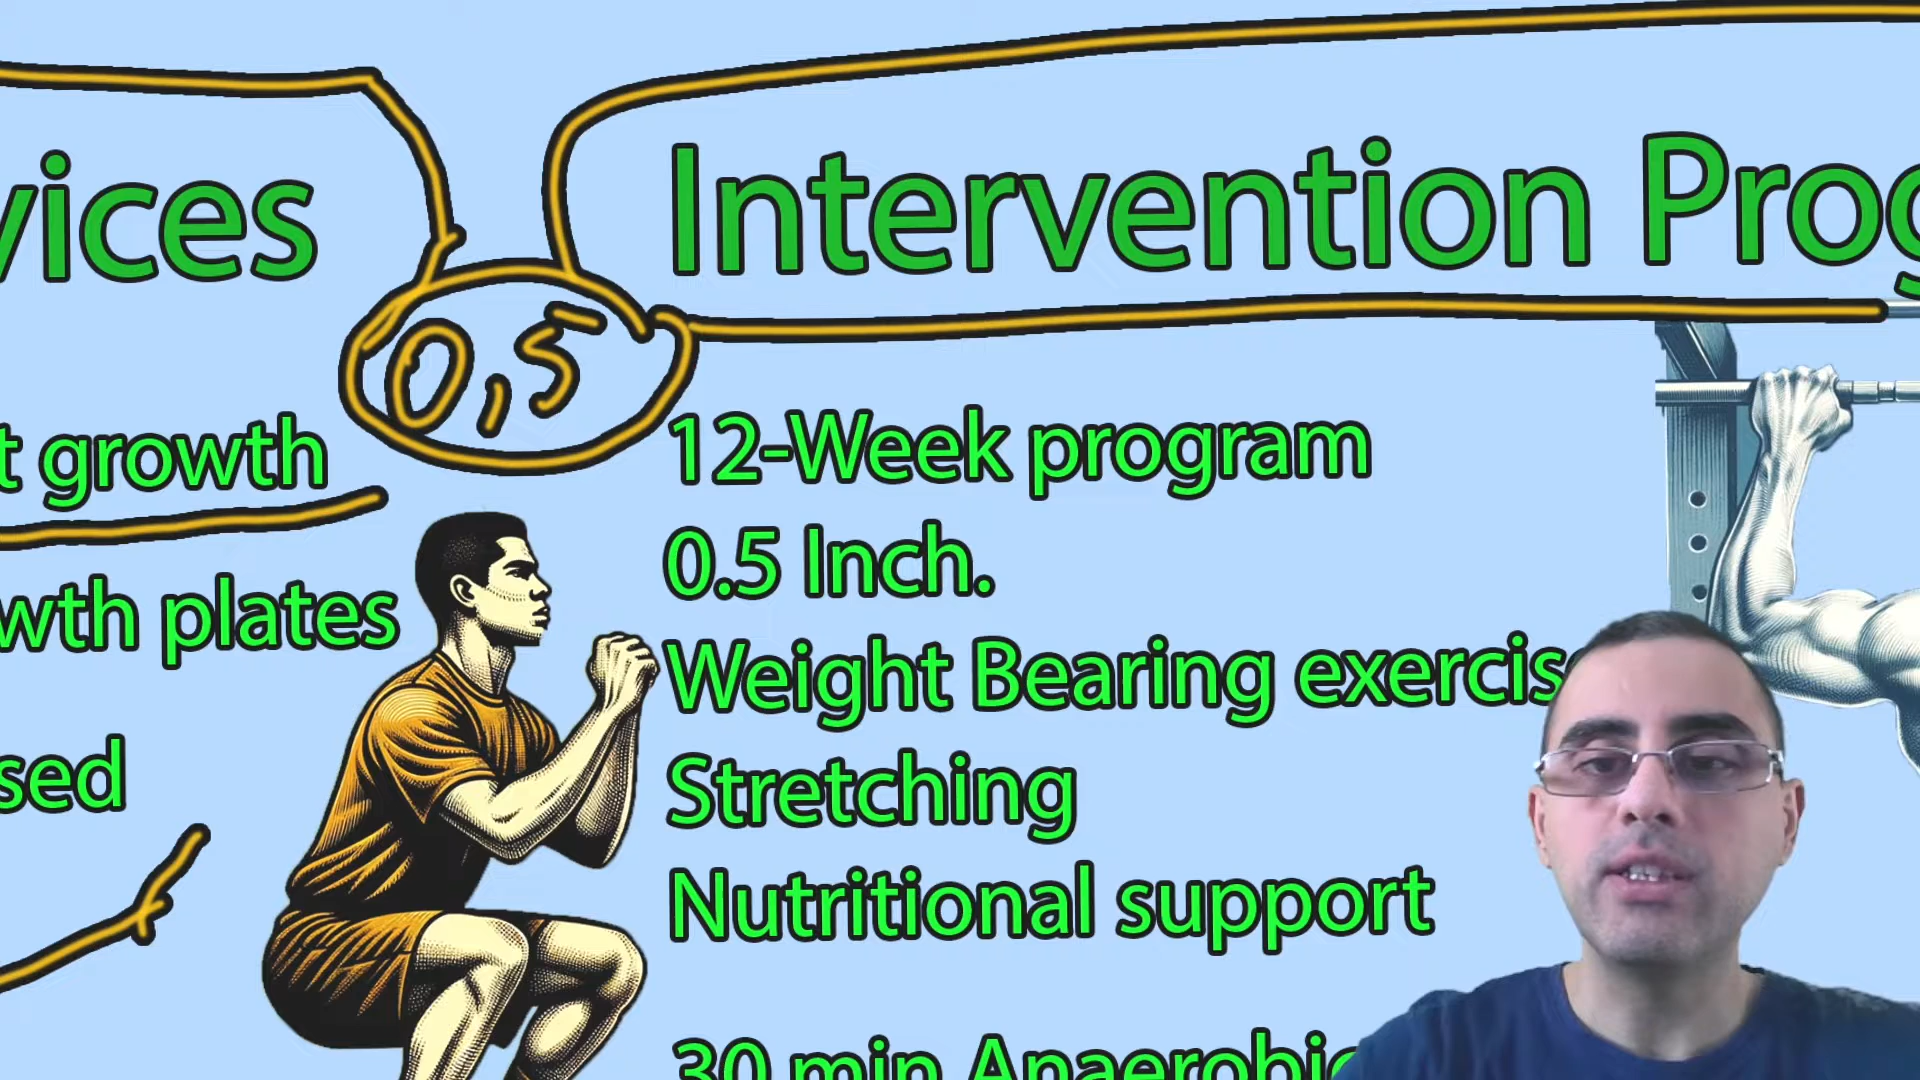 vices
t growth
wth plates
sed
0,5
Intervention Prog
12-Week program
0.5 Inch.
Weight Bearing exercis
Stretching
Nutritional support
30 min Anaerobic